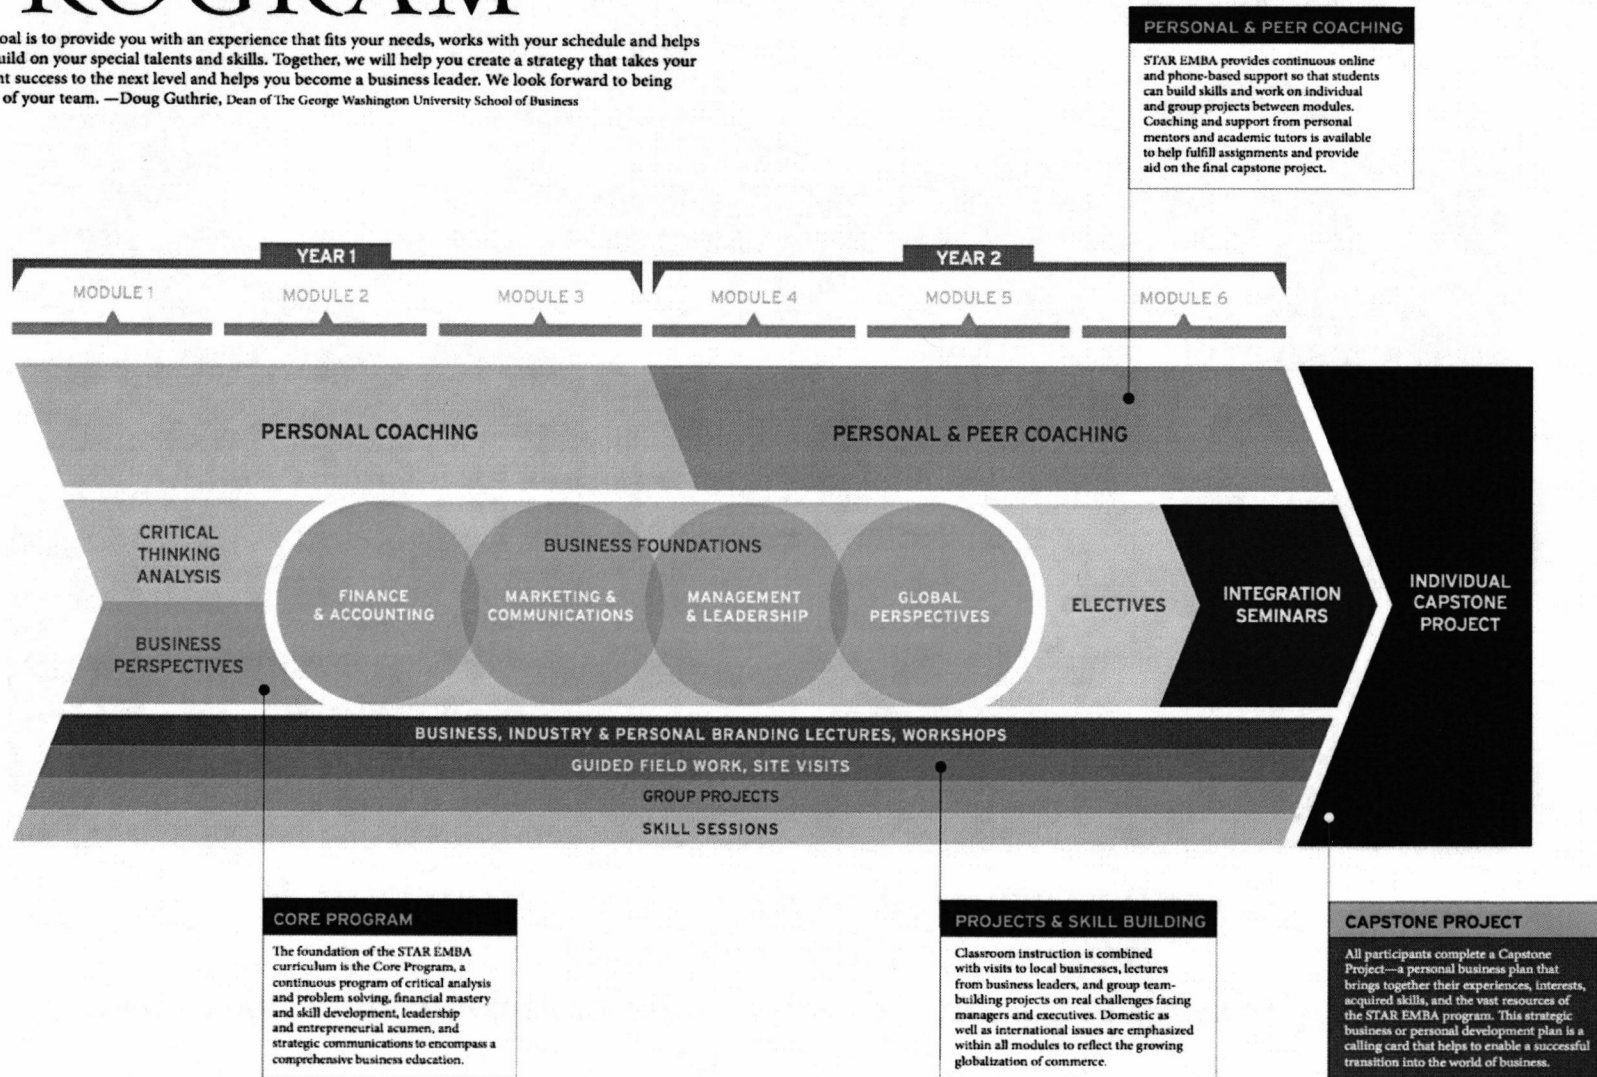 ROGRAM
oal is to provide you with an experience that fits your needs, works with your schedule and helps
uild on your special talents and skills. Together, we will help you create a strategy that takes your
nt success to the next level and helps you become a business leader. We look forward to being
of your team. —Doug Guthrie, Dean of The George Washington University School of Business
PERSONAL & PEER COACHING
STAR EMBA provides continuous online
and phone-based support so that students
can build skills and work on individual
and group projects between modules.
Coaching and support from personal
mentors and academic tutors is available
to help fulfill assignments and provide
aid on the final capstone project.
YEAR 1
YEAR 2
MODULE 1
MODULE 2
MODULE 3
MODULE 4
MODULE 5
MODULE 6
PERSONAL COACHING
PERSONAL & PEER COACHING
CRITICAL
THINKING
ANALYSIS
BUSINESS
PERSPECTIVES
BUSINESS FOUNDATIONS
FINANCE
& ACCOUNTING
MARKETING &
COMMUNICATIONS
MANAGEMENT
& LEADERSHIP
GLOBAL
PERSPECTIVES
ELECTIVES
INTEGRATION
SEMINARS
INDIVIDUAL
CAPSTONE
PROJECT
BUSINESS, INDUSTRY & PERSONAL BRANDING LECTURES, WORKSHOPS
GUIDED FIELD WORK, SITE VISITS
GROUP PROJECTS
SKILL SESSIONS
CORE PROGRAM
The foundation of the STAR EMBA
curriculum is the Core Program, a
continuous program of critical analysis
and problem solving, financial mastery
and skill development, leadership
and entrepreneurial acumen, and
strategic communications to encompass a
comprehensive business education.
PROJECTS & SKILL BUILDING
Classroom instruction is combined
with visits to local businesses, lectures
from business leaders, and group team-
building projects on real challenges facing
managers and executives. Domestic as
well as international issues are emphasized
within all modules to reflect the growing
globalization of commerce.
CAPSTONE PROJECT
All participants complete a Capstone
Project—a personal business plan that
brings together their experiences, interests,
acquired skills, and the vast resources of
the STAR EMBA program. This strategic
business or personal development plan is a
calling card that helps to enable a successful
transition into the world of business.